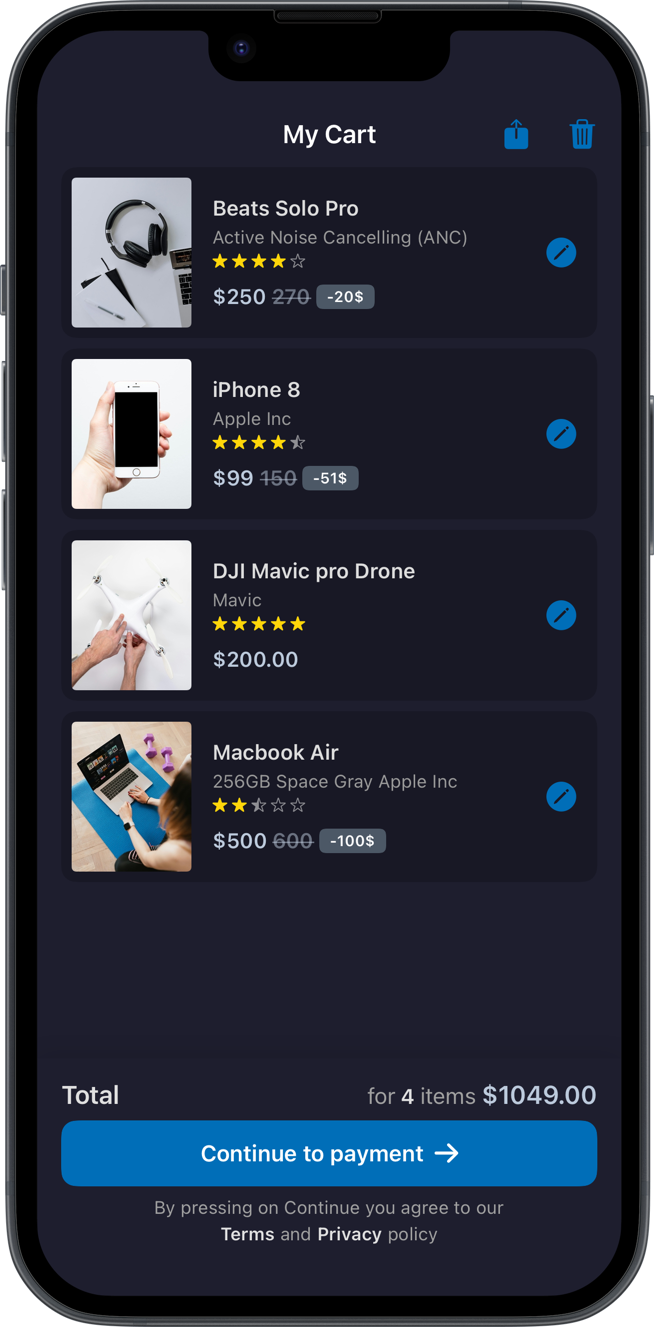 My Cart
Beats Solo Pro
Active Noise Cancelling (ANC)
$250 270 -20$
iPhone 8
Apple Inc
$99 150 -51$
DJI Mavic pro Drone
Mavic
$200.00
Macbook Air
256GB Space Gray Apple Inc
$500 600 -100$
Total for 4 items $1049.00
Continue to payment →
By pressing on Continue you agree to our
Terms and Privacy policy